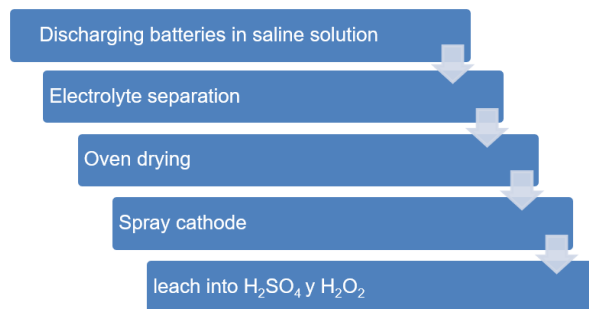 Discharging batteries in saline solution
Electrolyte separation
Oven drying
Spray cathode
leach into H₂SO₄ y H₂O₂